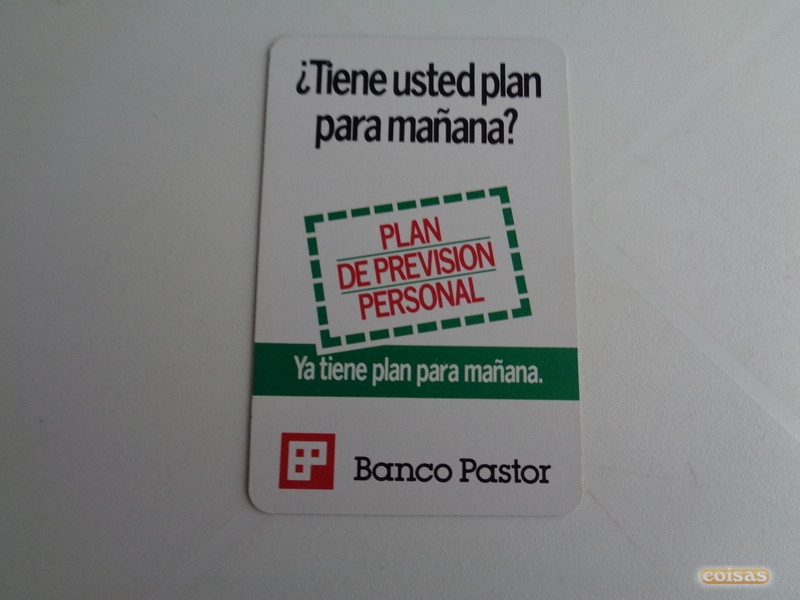 ¿Tiene usted plan
para mañana?
PLAN
DE PREVISION
PERSONAL
Ya tiene plan para mañana.
Banco Pastor
coisas